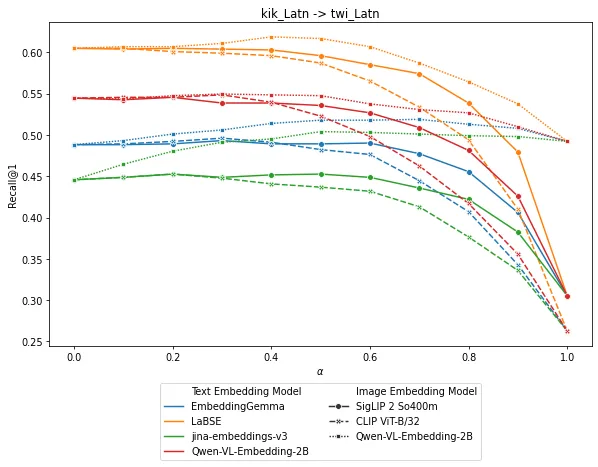 kik_Latn -> twi_Latn
Recall@1
0.60
0.55
0.50
0.45
0.40
0.35
0.30
0.25
0.0
0.2
0.4
0.6
0.8
1.0
α
Text Embedding Model
EmbeddingGemma
LaBSE
jina-embeddings-v3
Qwen-VL-Embedding-2B
Image Embedding Model
SigLIP 2 So400m
CLIP ViT-B/32
Qwen-VL-Embedding-2B